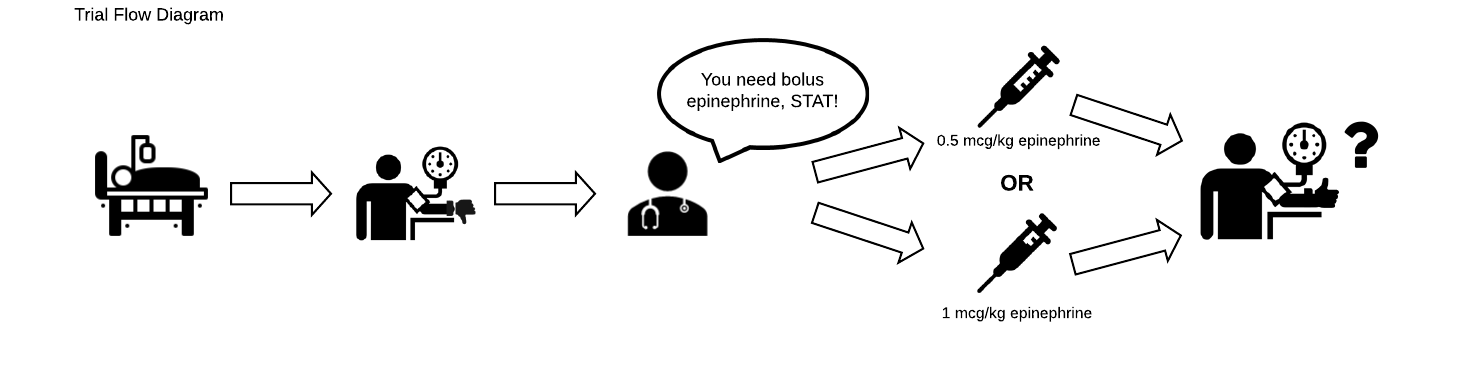 Trial Flow Diagram
You need bolus
epinephrine, STAT!
0.5 mcg/kg epinephrine
OR
1 mcg/kg epinephrine
?